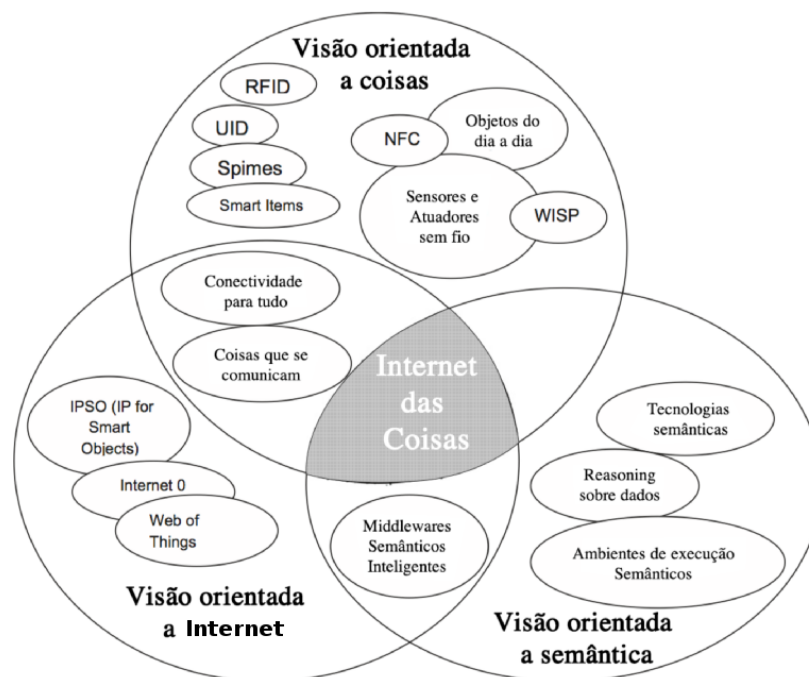 Visão orientada
a coisas
RFID
UID
Spimes
Smart Items
NFC
Objetos do
dia a dia
Sensores e
Atuadores
sem fio
WISP
Conectividade
para tudo
Coisas que se
comunicam
Internet
das
Coisas
IPSO (IP for
Smart
Objects)
Internet 0
Web of
Things
Visão orientada
a Internet
Middlewares
Semânticos
Inteligentes
Tecnologias
semânticas
Reasoning
sobre dados
Ambientes de execução
Semânticos
Visão orientada
a semântica